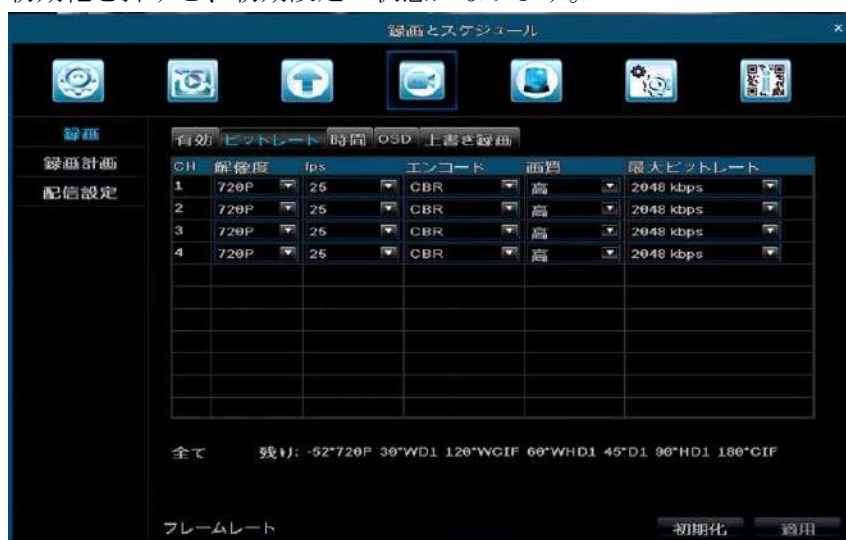 録画とスケジュール ×
録画
録画計画
配信設定
有効 ビットレート 時間 OSD 上書き録画
CH 解像度 fps エンコード 画質 最大ビットレート
1 720P 25 CBR 高 2048 kbps
2 720P 25 CBR 高 2048 kbps
3 720P 25 CBR 高 2048 kbps
4 720P 25 CBR 高 2048 kbps
全て 残り: -52*720P 30*WD1 120*WCIF 60*WHD1 45*D1 90*HD1 180*CIF
フレームレート 初期化 適用